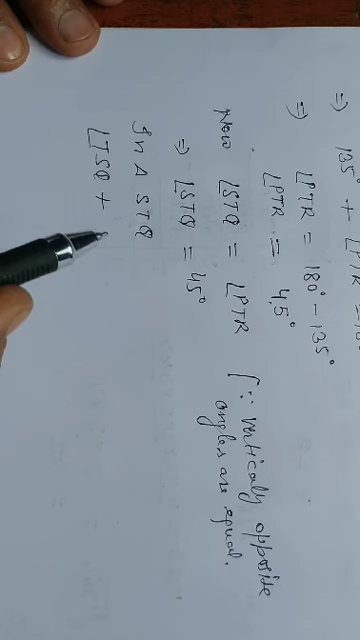 ⇒ 135° + ∠PTR =
⇒ ∠PTR = 180° - 135°
∠PTR = 45°
Now ∠STQ = ∠PTR [∵ vertically opposite angles are equal.
⇒ ∠STQ = 45°
In Δ STQ
∠TSQ +